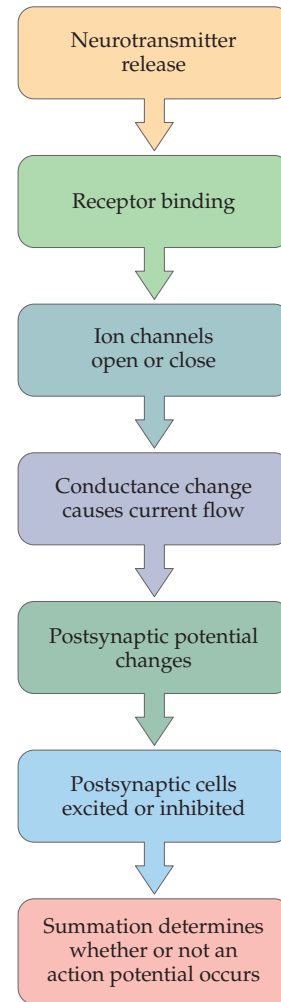 Neurotransmitter
release
Receptor binding
Ion channels
open or close
Conductance change
causes current flow
Postsynaptic potential
changes
Postsynaptic cells
excited or inhibited
Summation determines
whether or not an
action potential occurs